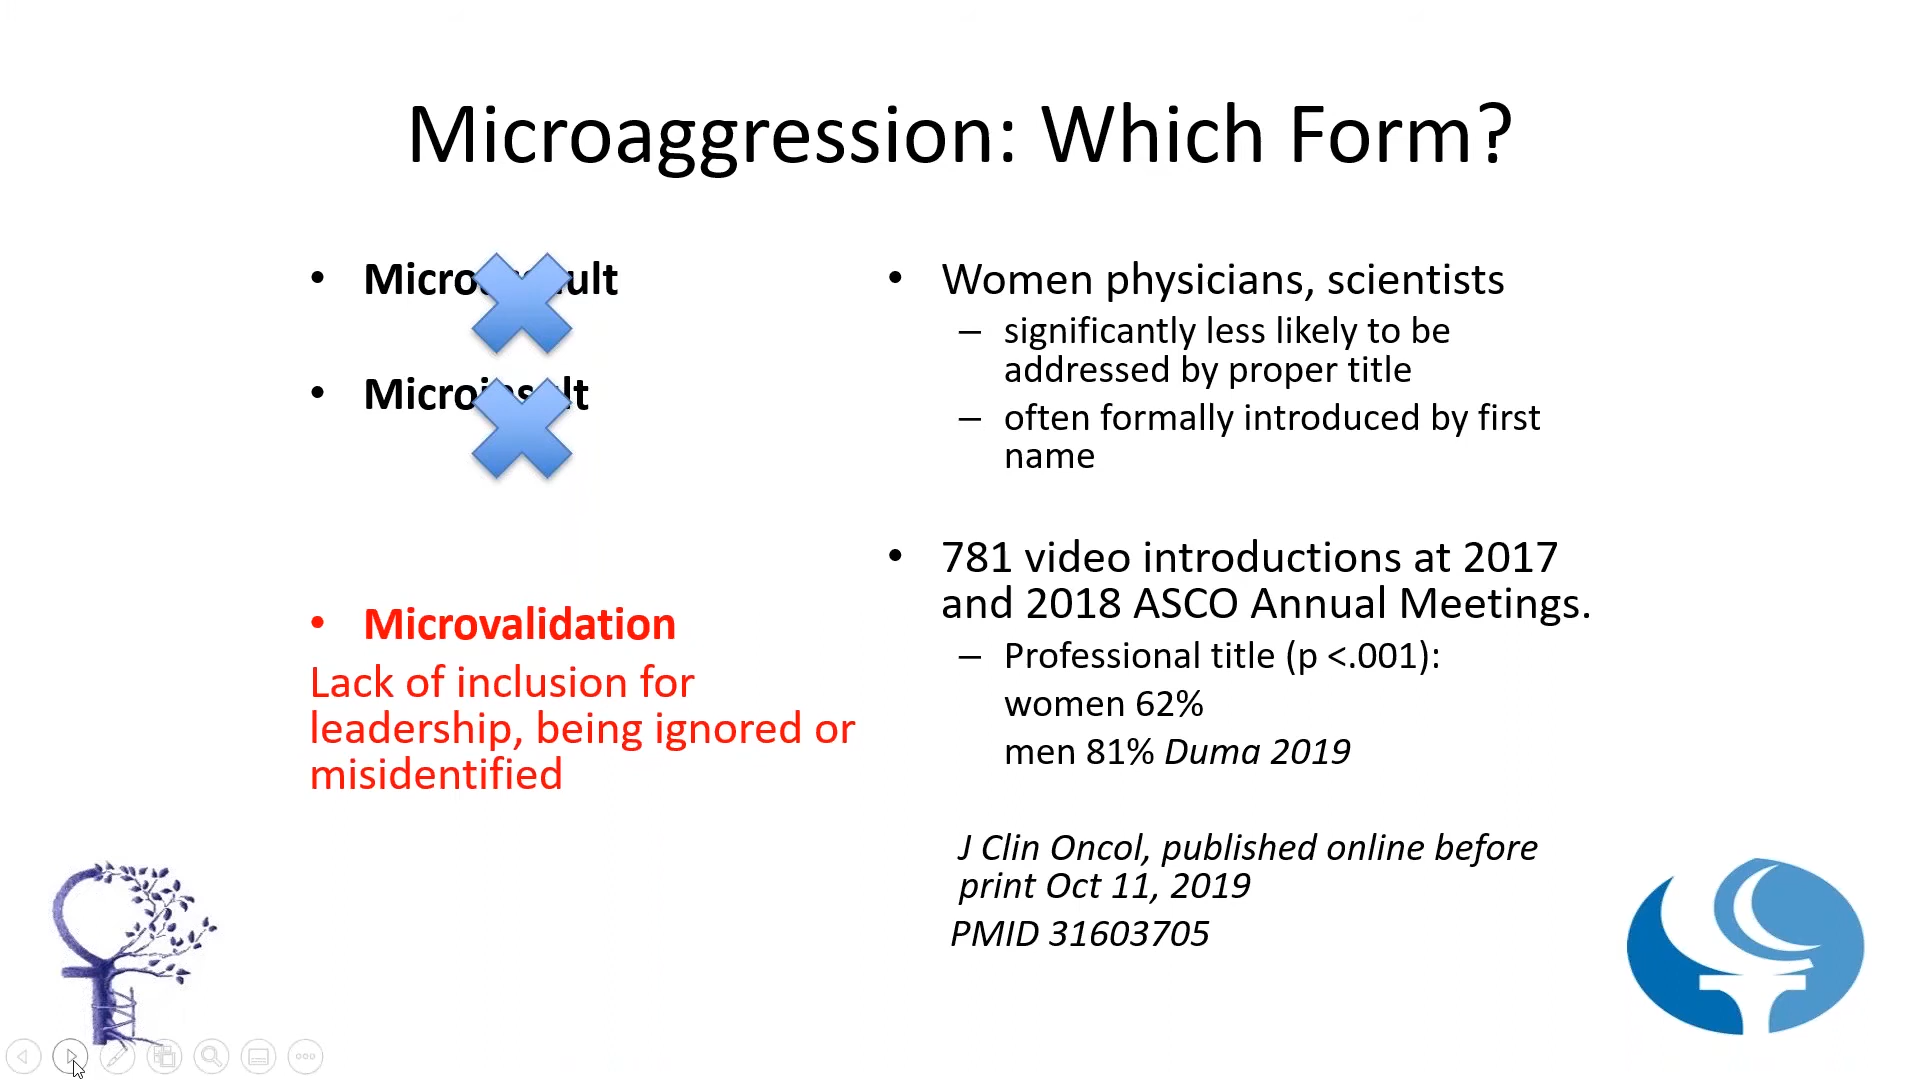 Microaggression: Which Form?
• Micro ult
• Micro lt
• Microvalidation
Lack of inclusion for
leadership, being ignored or
misidentified
• Women physicians, scientists
– significantly less likely to be
addressed by proper title
– often formally introduced by first
name
• 781 video introductions at 2017
and 2018 ASCO Annual Meetings.
– Professional title (p <.001):
women 62%
men 81% Duma 2019
J Clin Oncol, published online before
print Oct 11, 2019
PMID 31603705